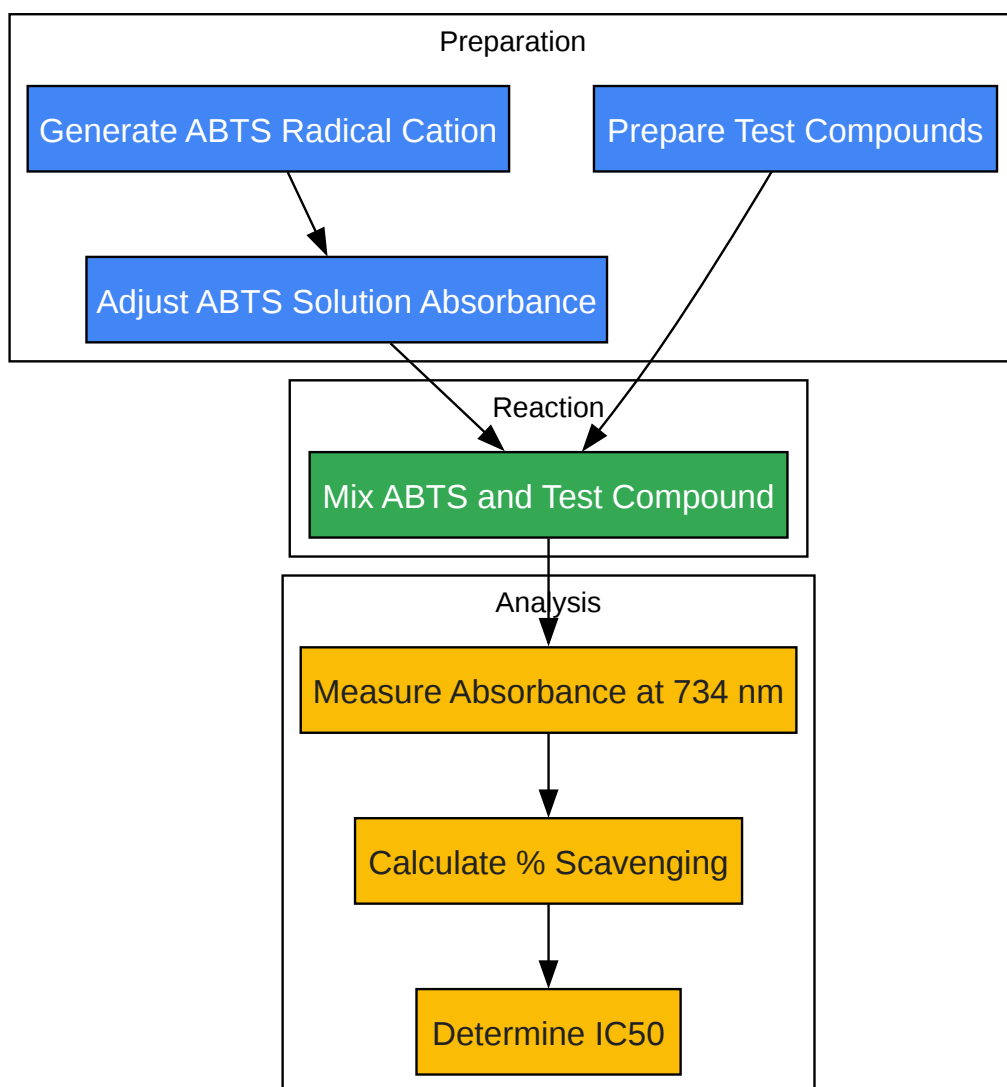 Preparation
Generate ABTS Radical Cation
Prepare Test Compounds
Adjust ABTS Solution Absorbance
Reaction
Mix ABTS and Test Compound
Analysis
Measure Absorbance at 734 nm
Calculate % Scavenging
Determine IC50